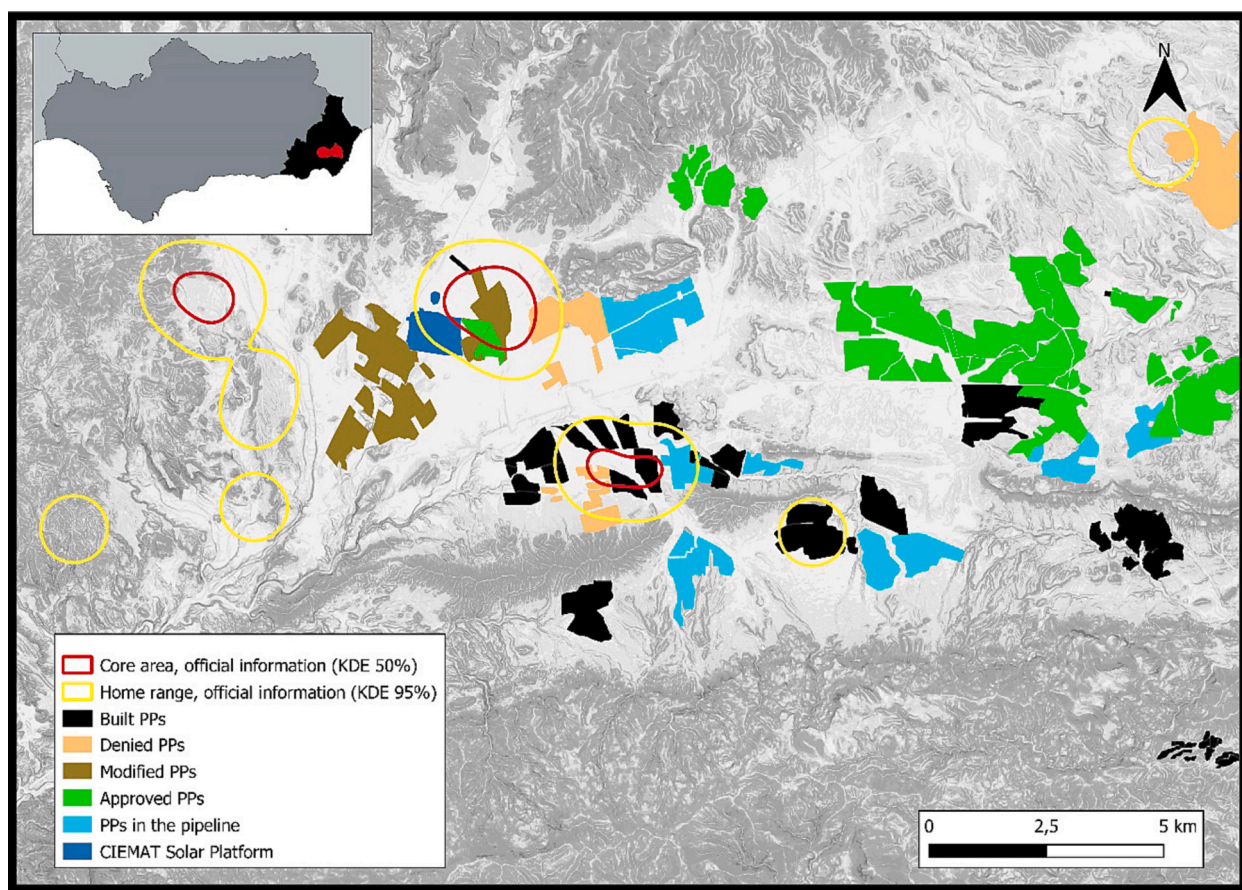 N
Core area, official information (KDE 50%)
Home range, official information (KDE 95%)
Built PPs
Denied PPs
Modified PPs
Approved PPs
PPs in the pipeline
CIEMAT Solar Platform
0 2,5 5 km